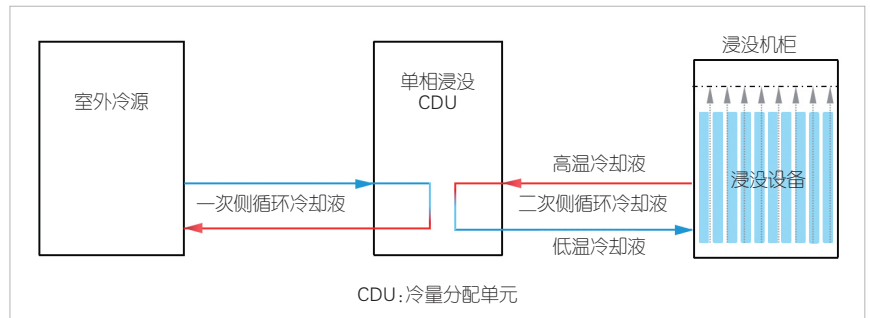 浸没机柜
室外冷源
单相浸没
CDU
高温冷却液
浸没设备
一次侧循环冷却液
二次侧循环冷却液
低温冷却液
CDU:冷量分配单元